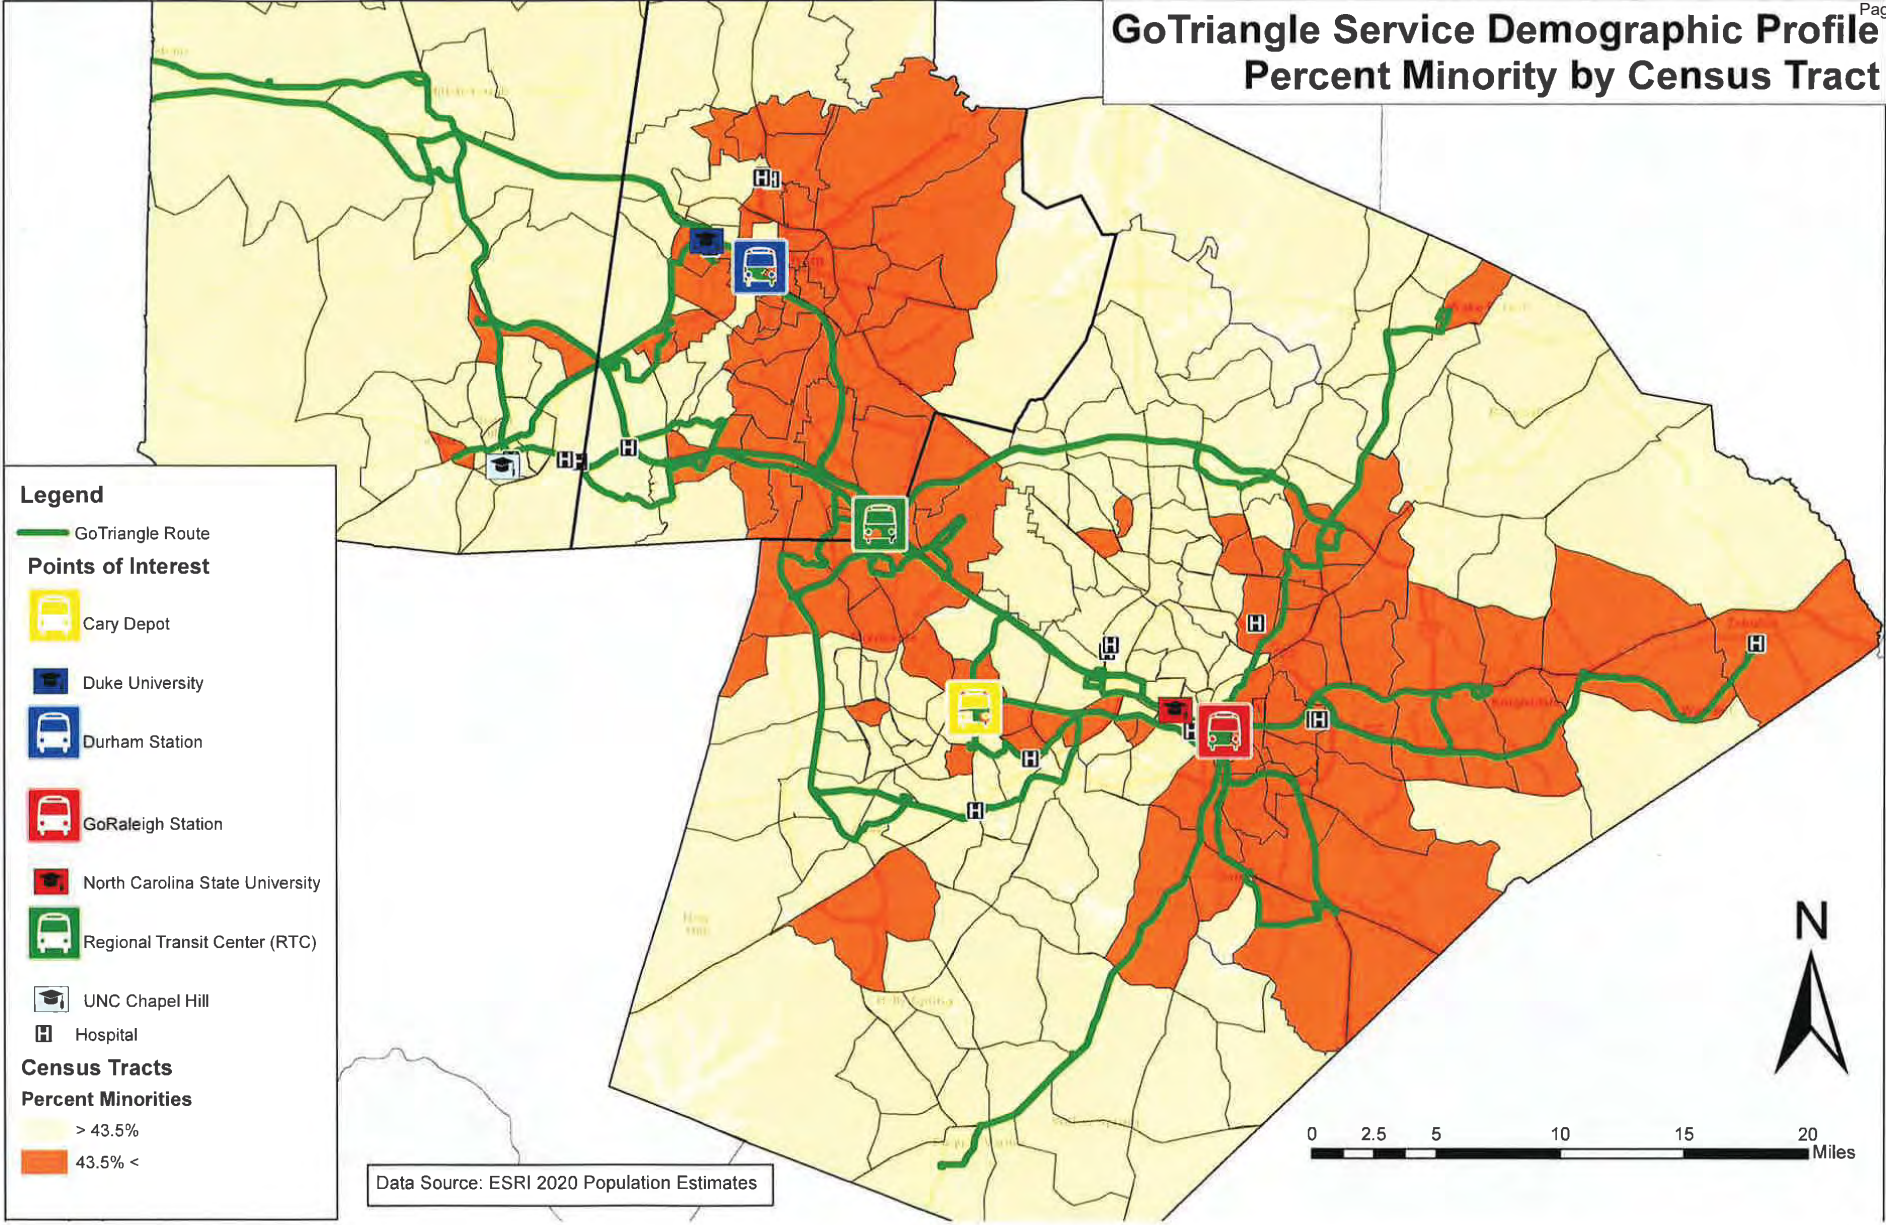 Pag
GoTriangle Service Demographic Profile
Percent Minority by Census Tract
Legend
GoTriangle Route
Points of Interest
Cary Depot
Duke University
Durham Station
GoRaleigh Station
North Carolina State University
Regional Transit Center (RTC)
UNC Chapel Hill
H Hospital
Census Tracts
Percent Minorities
> 43.5%
43.5% <
Data Source: ESRI 2020 Population Estimates
N
0 2.5 5 10 15 20
Miles
H
H
H
H
H
H
H
H
H
H
H
H
Zebulon
Knightdale